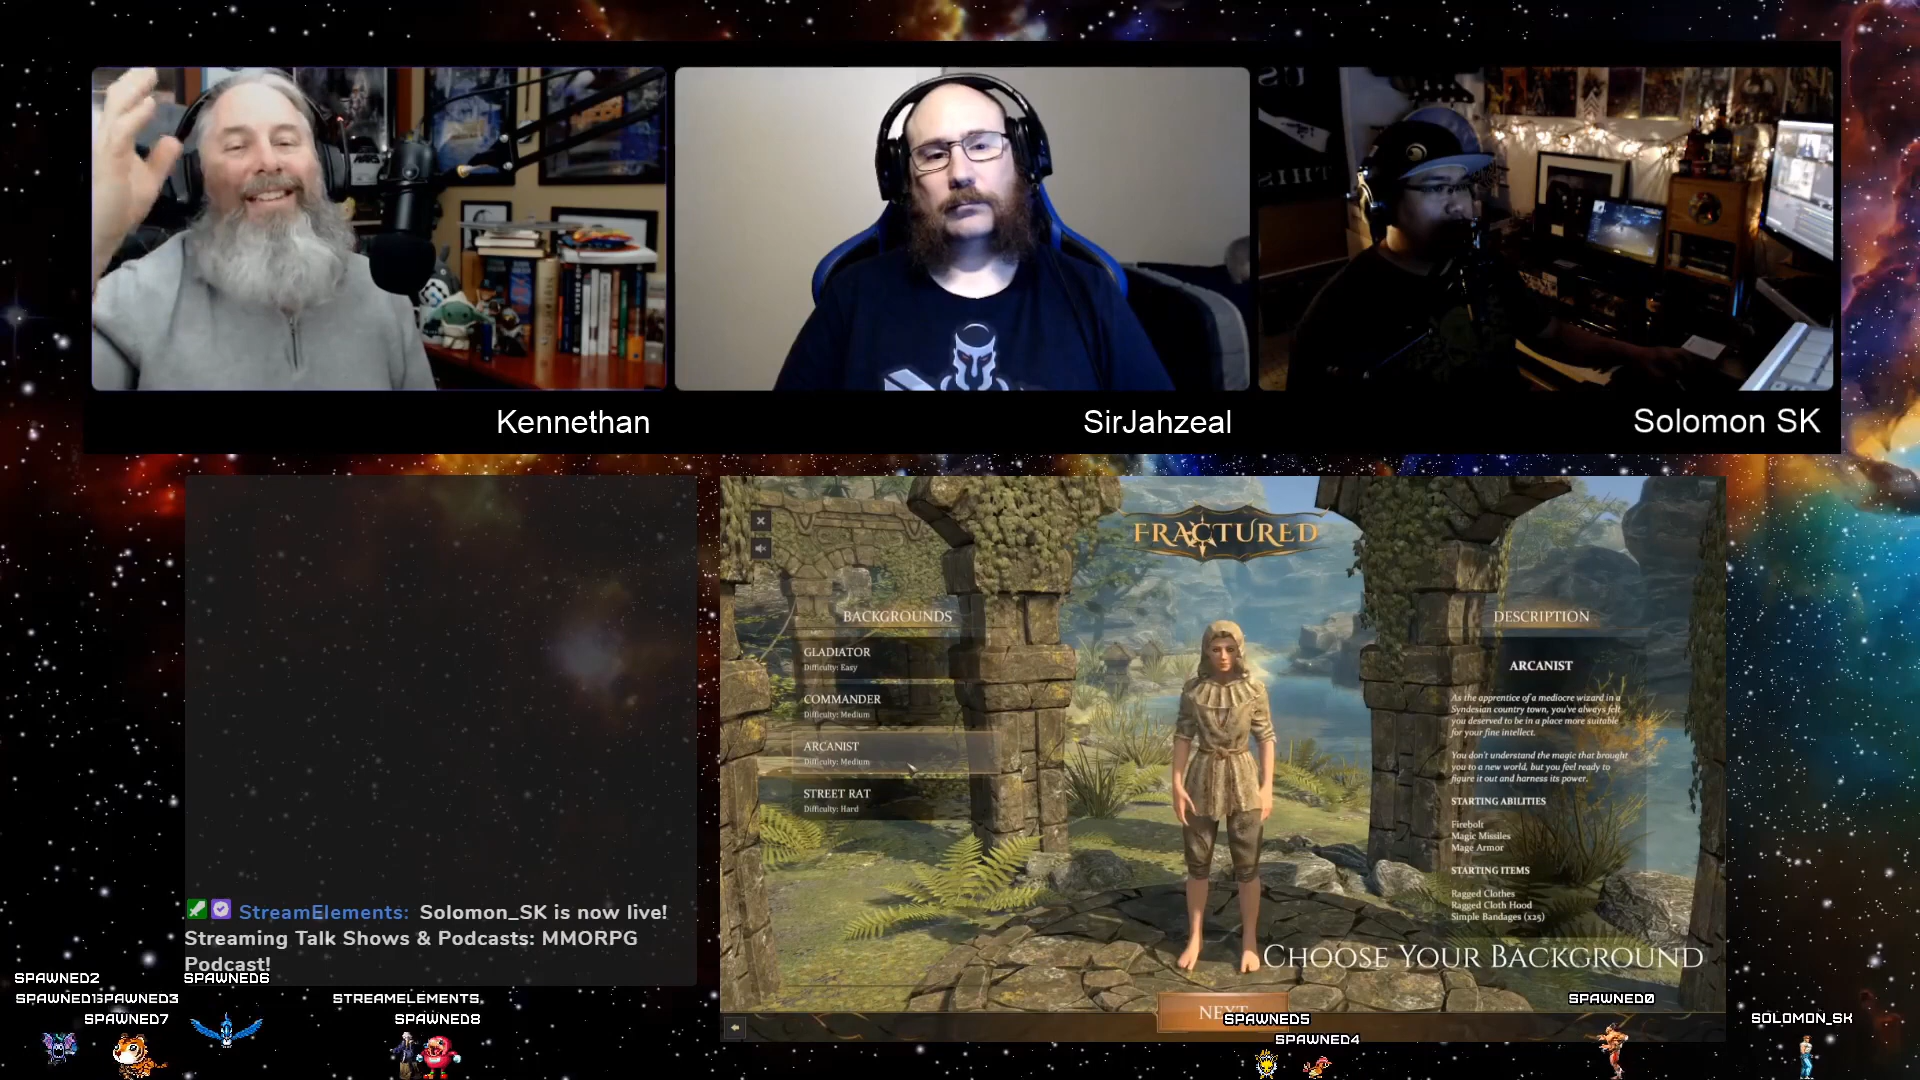 Kennethan
SirJahzeal
Solomon SK
FRACTURED
BACKGROUNDS
GLADIATOR
Difficulty: Easy
COMMANDER
Difficulty: Medium
ARCANIST
Difficulty: Medium
STREET RAT
Difficulty: Hard
DESCRIPTION
ARCANIST
As the apprentice of a mediocre wizard in a
Syndesian country town, you've always felt
you deserved to be in a place more suitable
for your fine intellect.
You don't understand the magic that brought
you to a new world, but you feel ready to
figure it out and harness its power.
STARTING ABILITIES
Firebolt
Magic Missiles
Mage Armor
STARTING ITEMS
Ragged Clothes
Ragged Cloth Hood
Simple Bandages (x25)
CHOOSE YOUR BACKGROUND
NEXT
StreamElements: Solomon_SK is now live!
Streaming Talk Shows & Podcasts: MMORPG
Podcast!
SPAWNED2
SPAWNED6
SPAWNED1
SPAWNED3
SPAWNED7
STREAMELEMENTS
SPAWNED8
SPAWNED5
SPAWNED4
SPAWNED0
SOLOMON_SK